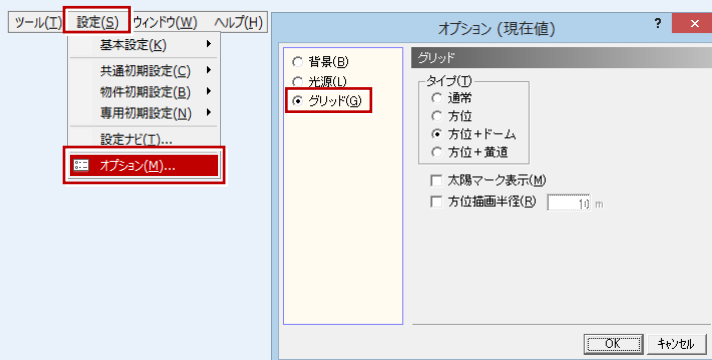 ツール(T) 設定(S) ウィンドウ(W) ヘルプ(H)
基本設定(K)
共通初期設定(C)
物件初期設定(B)
専用初期設定(N)
設定ナビ(T)...
オプション(M)...
オプション (現在値) ? ×
背景(B)
光源(L)
グリッド(G)
グリッド
タイプ(T)
通常
方位
方位+ドーム
方位+黄道
太陽マーク表示(M)
方位描画半径(R) 10 m
OK キャンセル